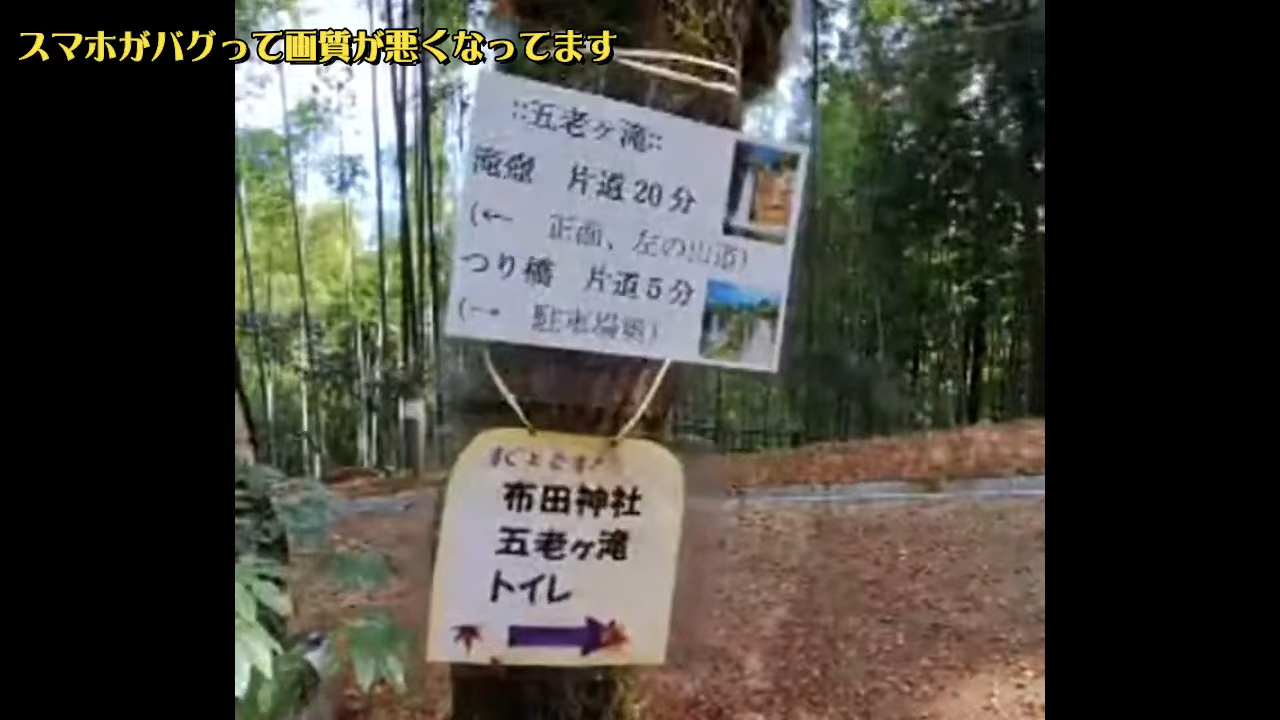 スマホがバグって画質が悪くなってます
::五老ヶ滝::
片道20分
(← 正面、左の山道)
つり橋 片道5分
(→
布田神社
五老ヶ滝
トイレ